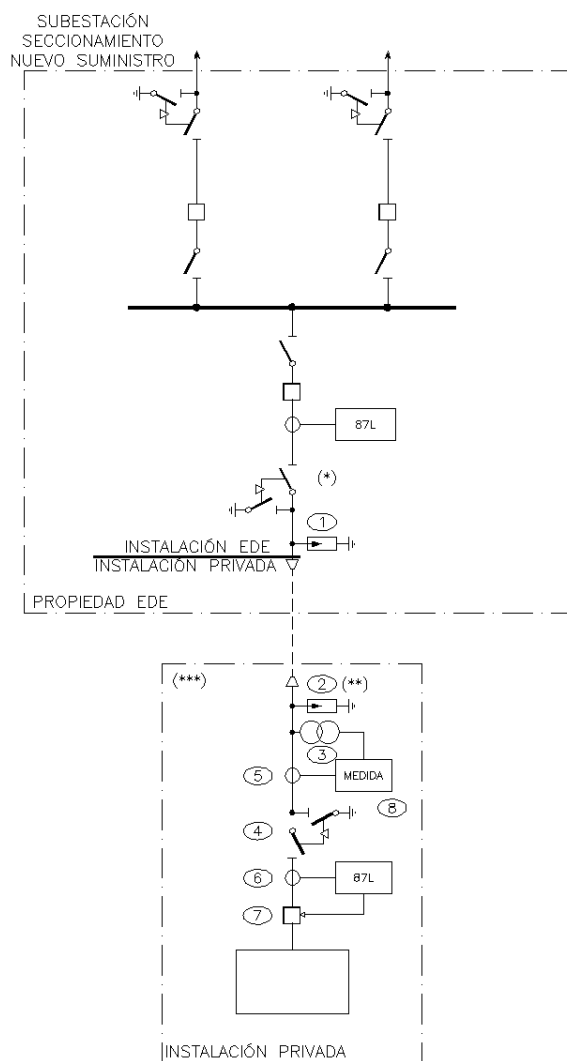 SUBESTACIÓN
SECCIONAMIENTO
NUEVO SUMINISTRO
87L
(*)
1
INSTALACIÓN EDE
INSTALACIÓN PRIVADA
PROPIEDAD EDE
(***)
2 (**)
3
5
MEDIDA
8
4
6
87L
7
INSTALACIÓN PRIVADA